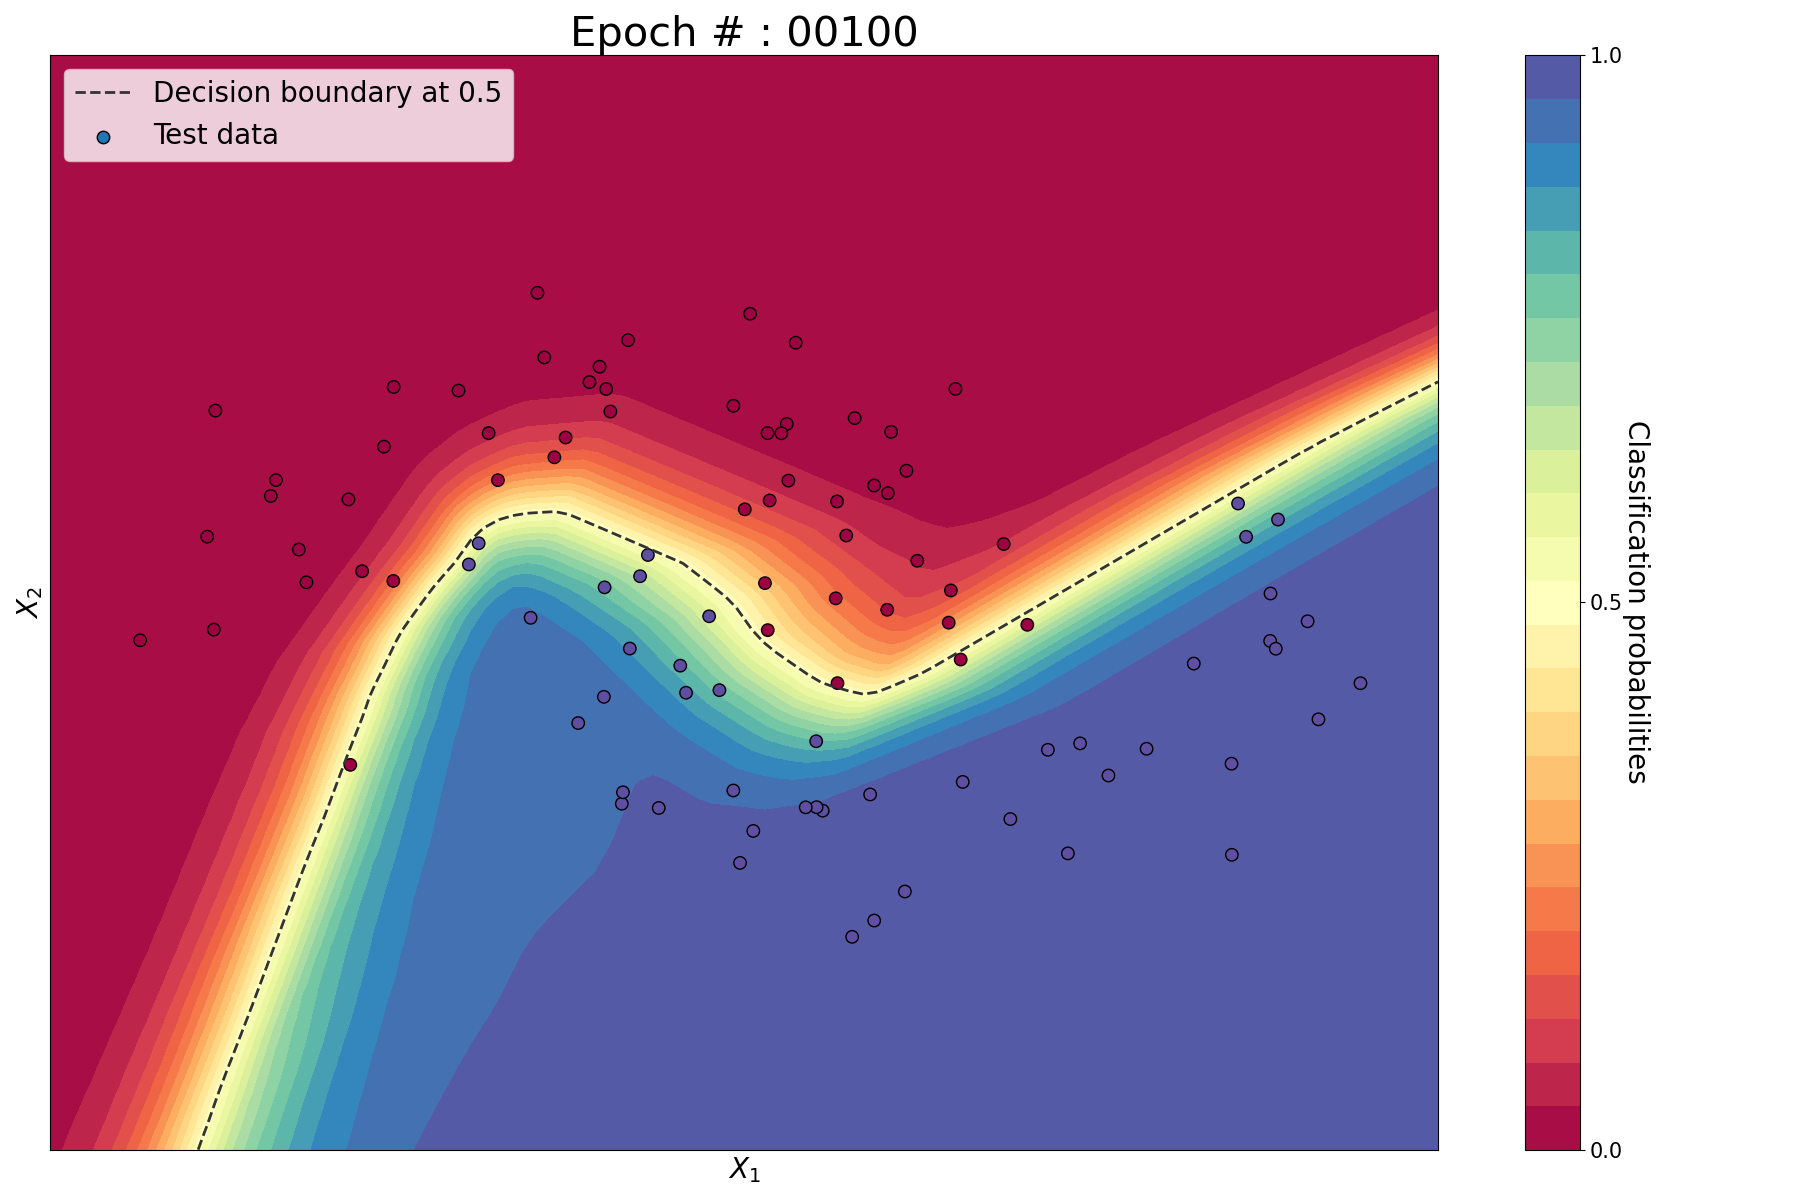 Epoch # : 00100
Decision boundary at 0.5
Test data
X₂
X₁
1.0
0.5
0.0
Classification probabilities